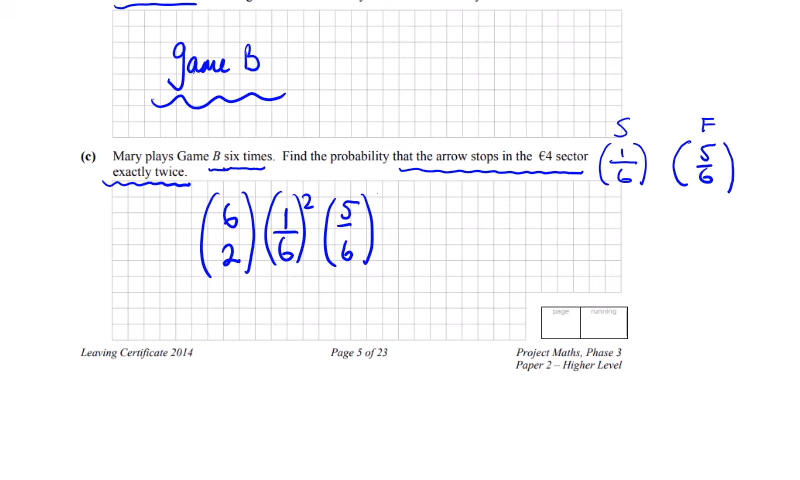 game B
S F
(c) Mary plays Game B six times. Find the probability that the arrow stops in the €4 sector (1/6) (5/6)
exactly twice.
(6 2) (1/6)² (5/6)
page running
Leaving Certificate 2014 Page 5 of 23 Project Maths, Phase 3
Paper 2 – Higher Level